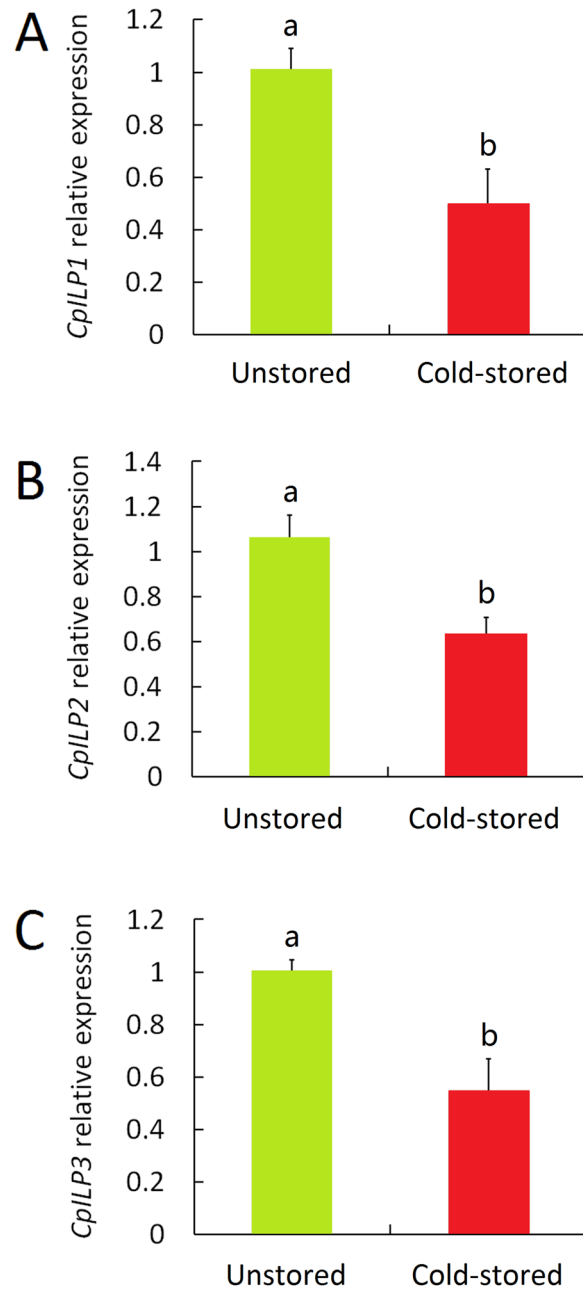 A
CpILP1 relative expression
1.2
1
0.8
0.6
0.4
0.2
0
a
b
Unstored
Cold-stored
B
CpILP2 relative expression
1.4
1.2
1
0.8
0.6
0.4
0.2
0
a
b
Unstored
Cold-stored
C
CpILP3 relative expression
1.2
1
0.8
0.6
0.4
0.2
0
a
b
Unstored
Cold-stored